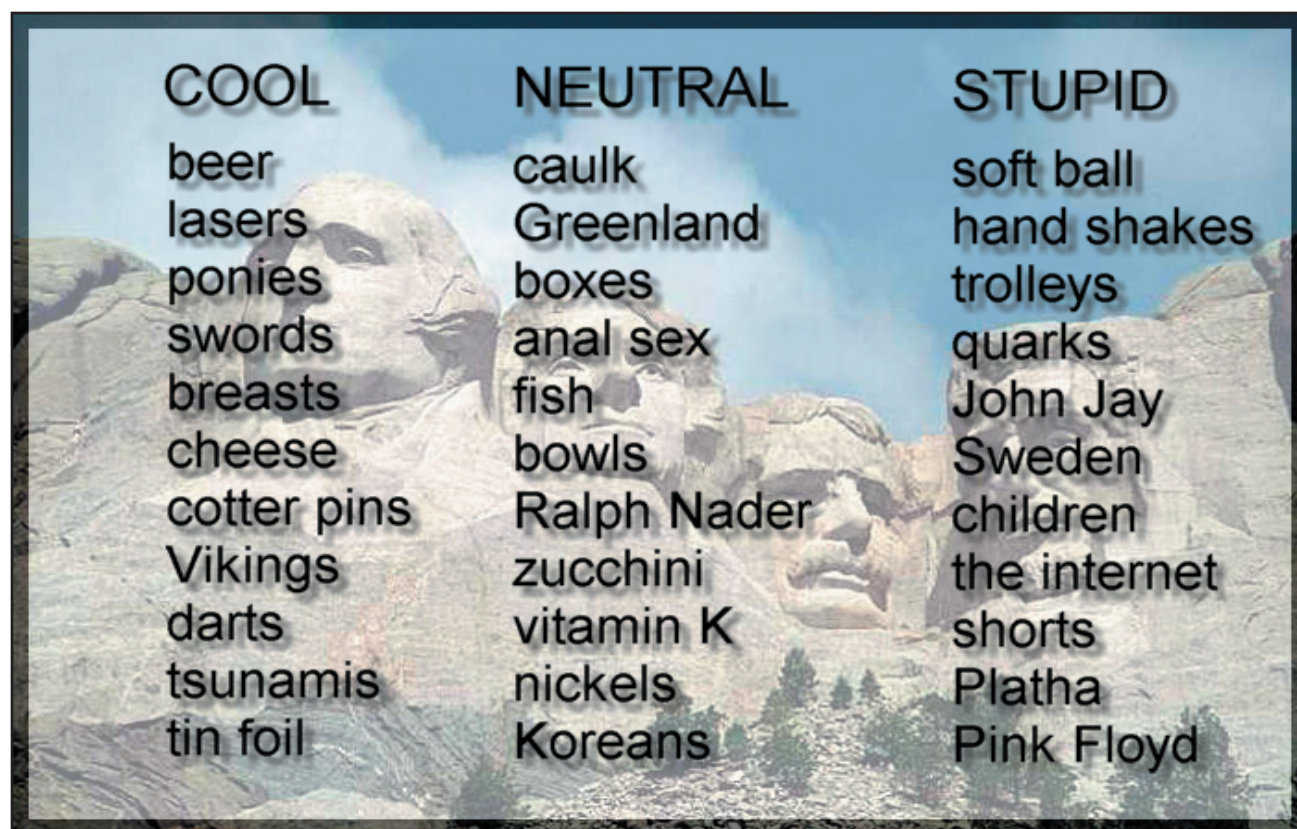 COOL
beer
lasers
ponies
swords
breasts
cheese
cotter pins
Vikings
darts
tsunamis
tin foil
NEUTRAL
caulk
Greenland
boxes
anal sex
fish
bowls
Ralph Nader
zucchini
vitamin K
nickels
Koreans
STUPID
soft ball
hand shakes
trolleys
quarks
John Jay
Sweden
children
the internet
shorts
Platha
Pink Floyd